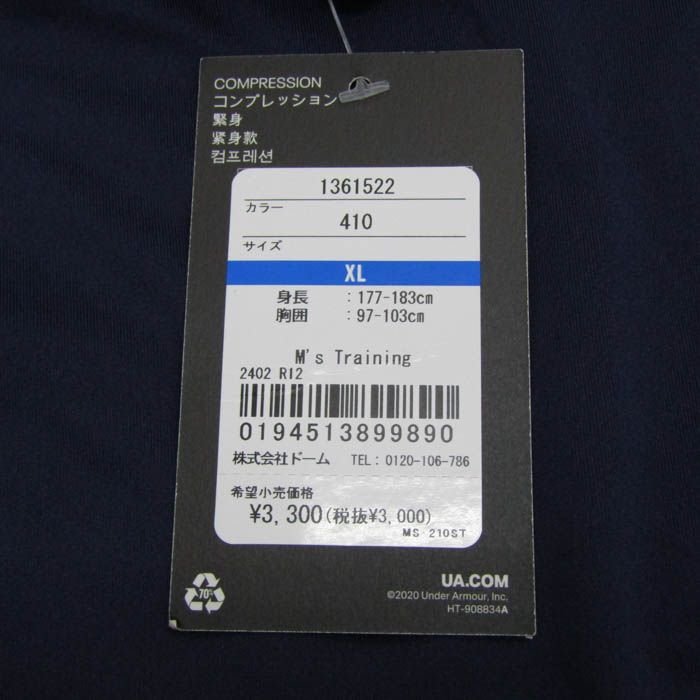 COMPRESSION
コンプレッション
緊身
紧身款
컴프레션
1361522
カラー
410
サイズ
XL
身長 :177-183cm
胸囲 :97-103cm
M's Training
2402 R12
0194513899890
株式会社ドーム TEL: 0120-106-786
希望小売価格
¥3,300(税抜¥3,000)
MS 210ST
70%
UA.COM
©2020 Under Armour, Inc.
HT-908834A